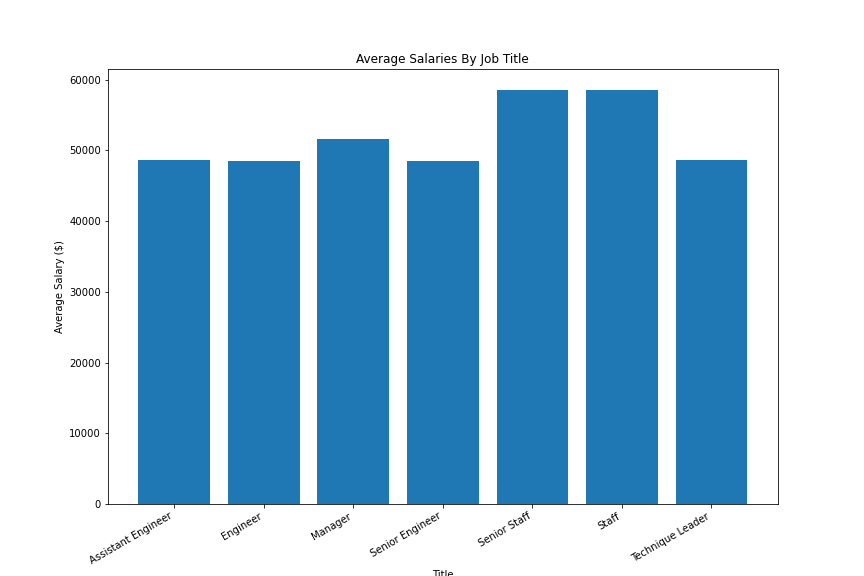 Average Salaries By Job Title
60000
50000
40000
30000
20000
10000
0
Average Salary ($)
Assistant Engineer
Engineer
Manager
Senior Engineer
Senior Staff
Staff
Technique Leader
Title